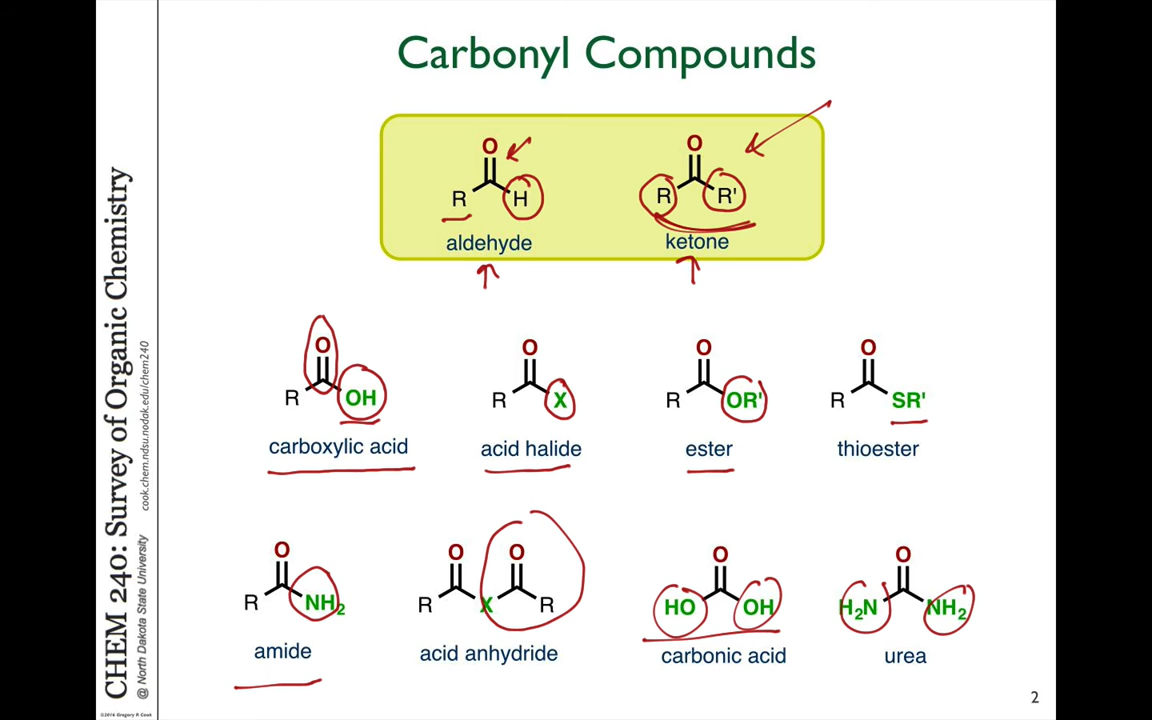 Carbonyl Compounds
O
R
H
aldehyde
O
R
R'
ketone
O
R
OH
carboxylic acid
O
R
X
acid halide
O
R
OR'
ester
O
R
SR'
thioester
O
R
NH₂
amide
O
O
R
X
R
acid anhydride
O
HO
OH
carbonic acid
O
H₂N
NH₂
urea
CHEM 240: Survey of Organic Chemistry
@ North Dakota State University cook.chem.ndsu.nodak.edu/chem240
©2016 Gregory R Cook
2